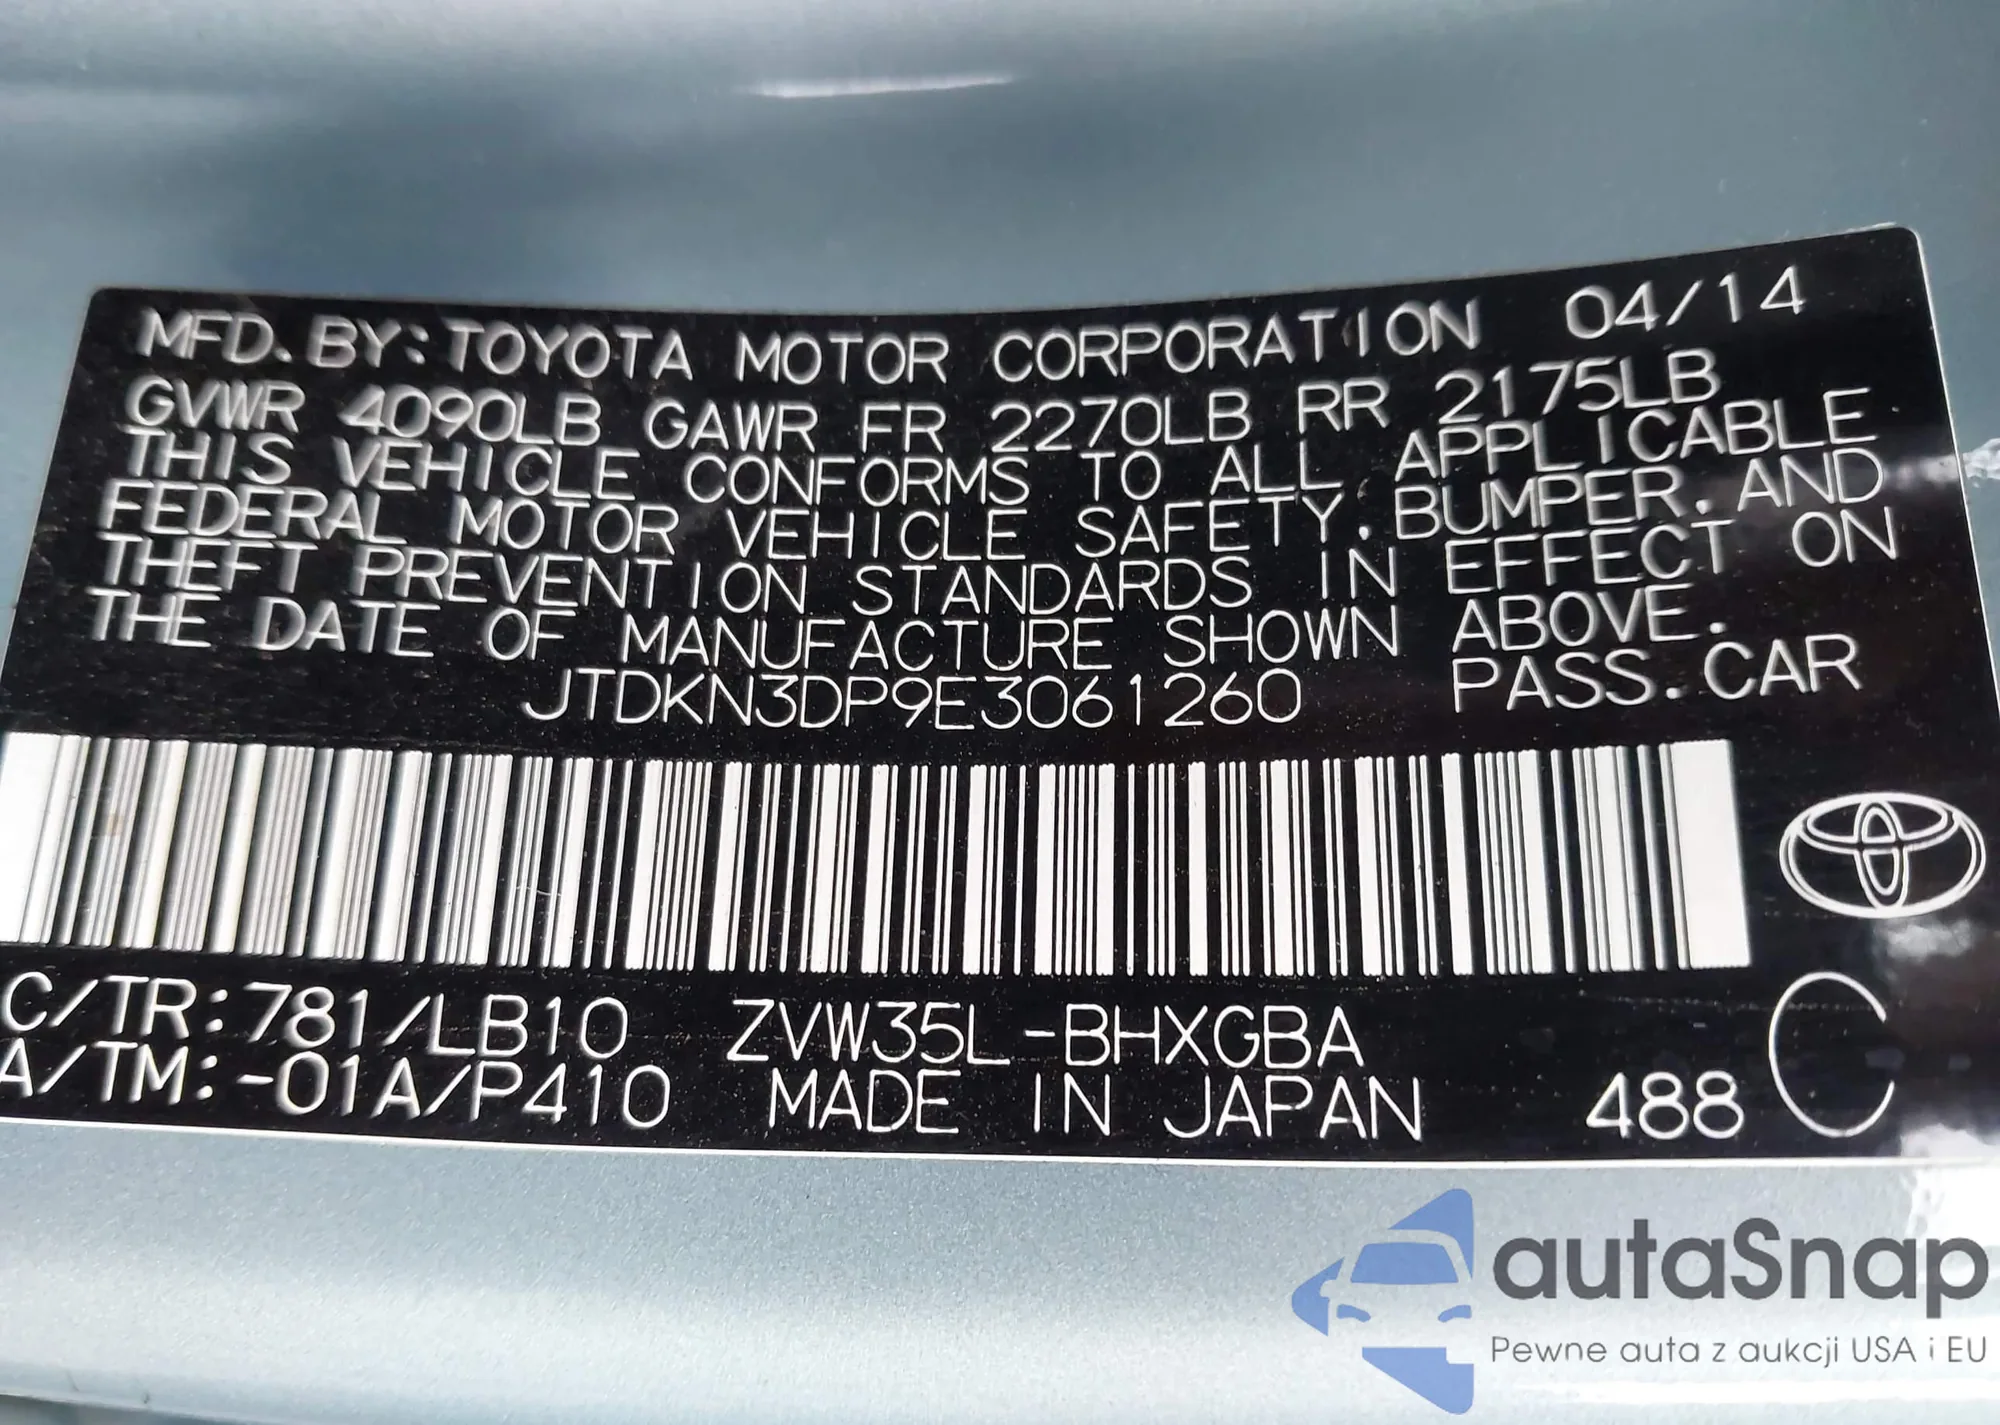 MFD. BY: TOYOTA MOTOR CORPORATION 04/14
GVWR 4090LB GAWR FR 2270LB RR 2175LB
THIS VEHICLE CONFORMS TO ALL APPLICABLE
FEDERAL MOTOR VEHICLE SAFETY, BUMPER, AND
THEFT PREVENTION STANDARDS IN EFFECT ON
THE DATE OF MANUFACTURE SHOWN ABOVE.
JTDKN3DP9E3061260 PASS. CAR
C/TR: 781/LB10 ZVW35L-BHXGBA
A/TM: -01A/P410 MADE IN JAPAN 488 C
autaSnap
Pewne auta z aukcji USA i EU